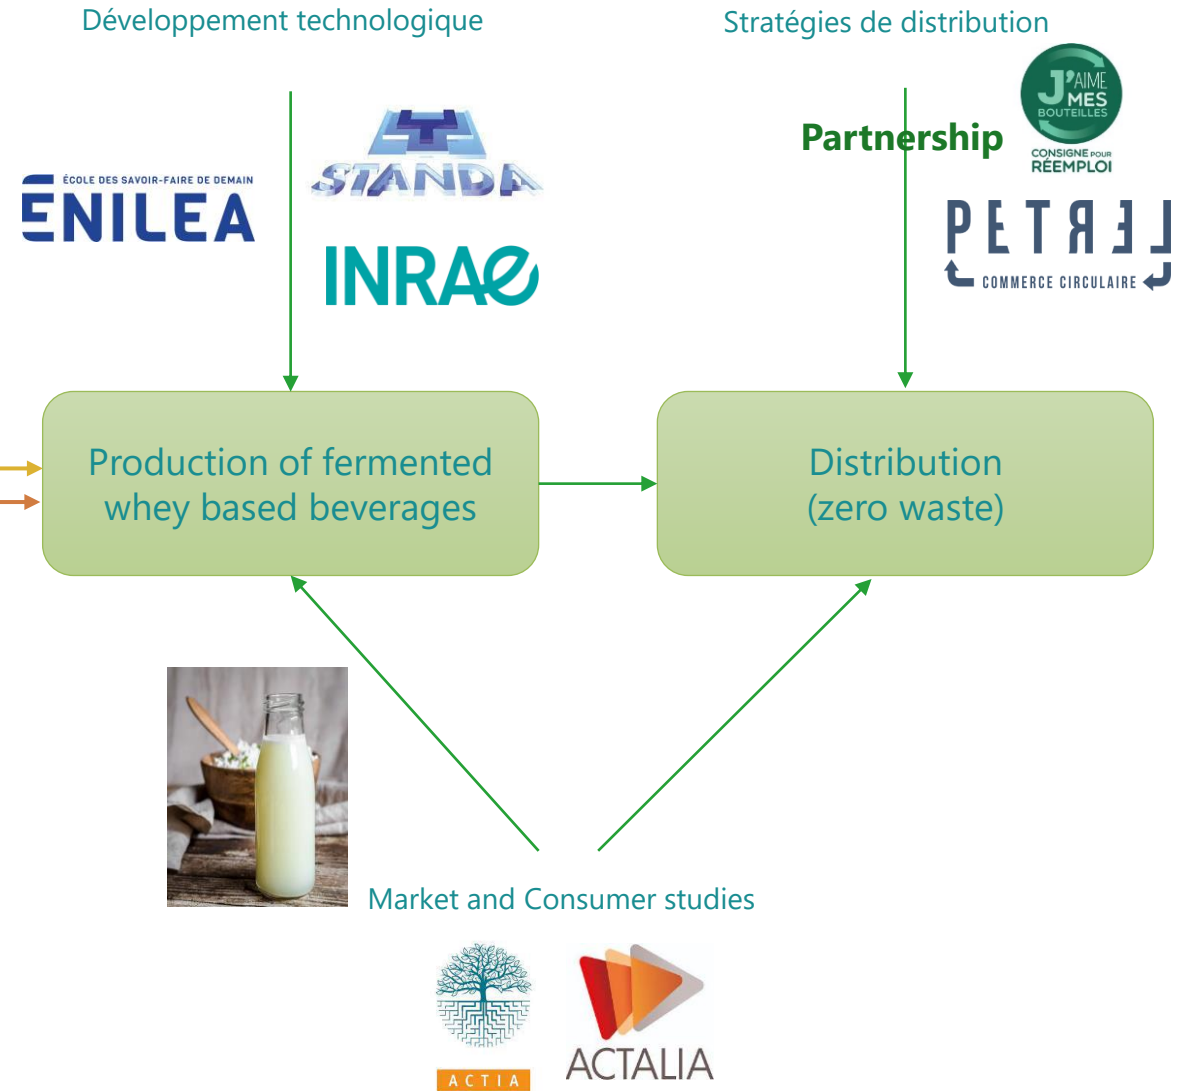 Développement technologique
Stratégies de distribution
J'AIME
MES
BOUTEILLES
CONSIGNE POUR
RÉEMPLOI
Partnership
STANDA
ÉCOLE DES SAVOIR-FAIRE DE DEMAIN
ENILEA
INRAE
PETREL
COMMERCE CIRCULAIRE
Production of fermented
whey based beverages
Distribution
(zero waste)
Market and Consumer studies
ACTIA
ACTALIA